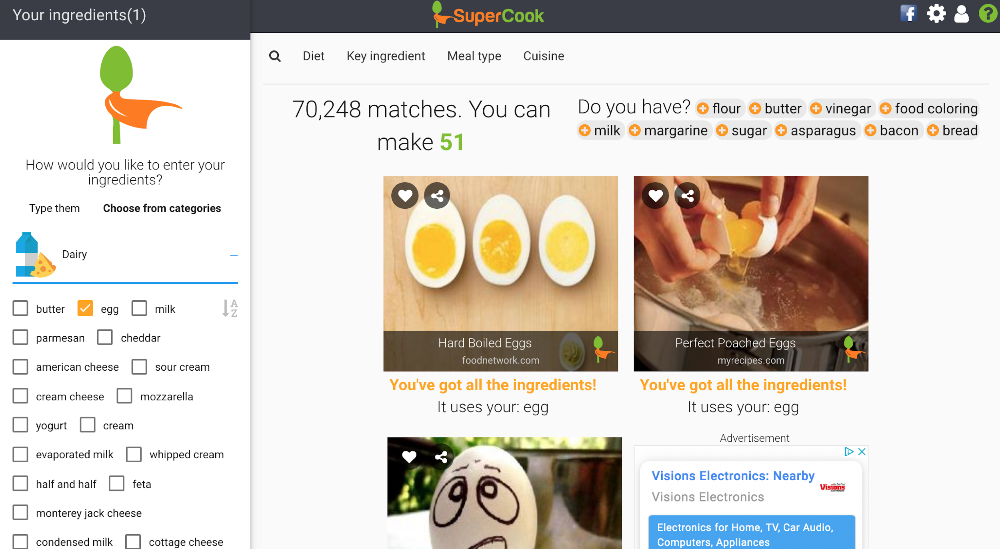 Your ingredients(1)
SuperCook
f
?
How would you like to enter your
ingredients?
Type them
Choose from categories
Dairy
butter
egg
milk
A
Z
parmesan
cheddar
american cheese
sour cream
cream cheese
mozzarella
yogurt
cream
evaporated milk
whipped cream
half and half
feta
monterey jack cheese
condensed milk
cottage cheese
Diet
Key ingredient
Meal type
Cuisine
70,248 matches. You can
make 51
Do you have? flour butter vinegar food coloring
milk margarine sugar asparagus bacon bread
Hard Boiled Eggs
foodnetwork.com
You've got all the ingredients!
It uses your: egg
Perfect Poached Eggs
myrecipes.com
You've got all the ingredients!
It uses your: egg
Advertisement
Visions Electronics: Nearby
Visions Electronics
Visions
ELECTRONICS
Electronics for Home, TV, Car Audio,
Computers, Appliances